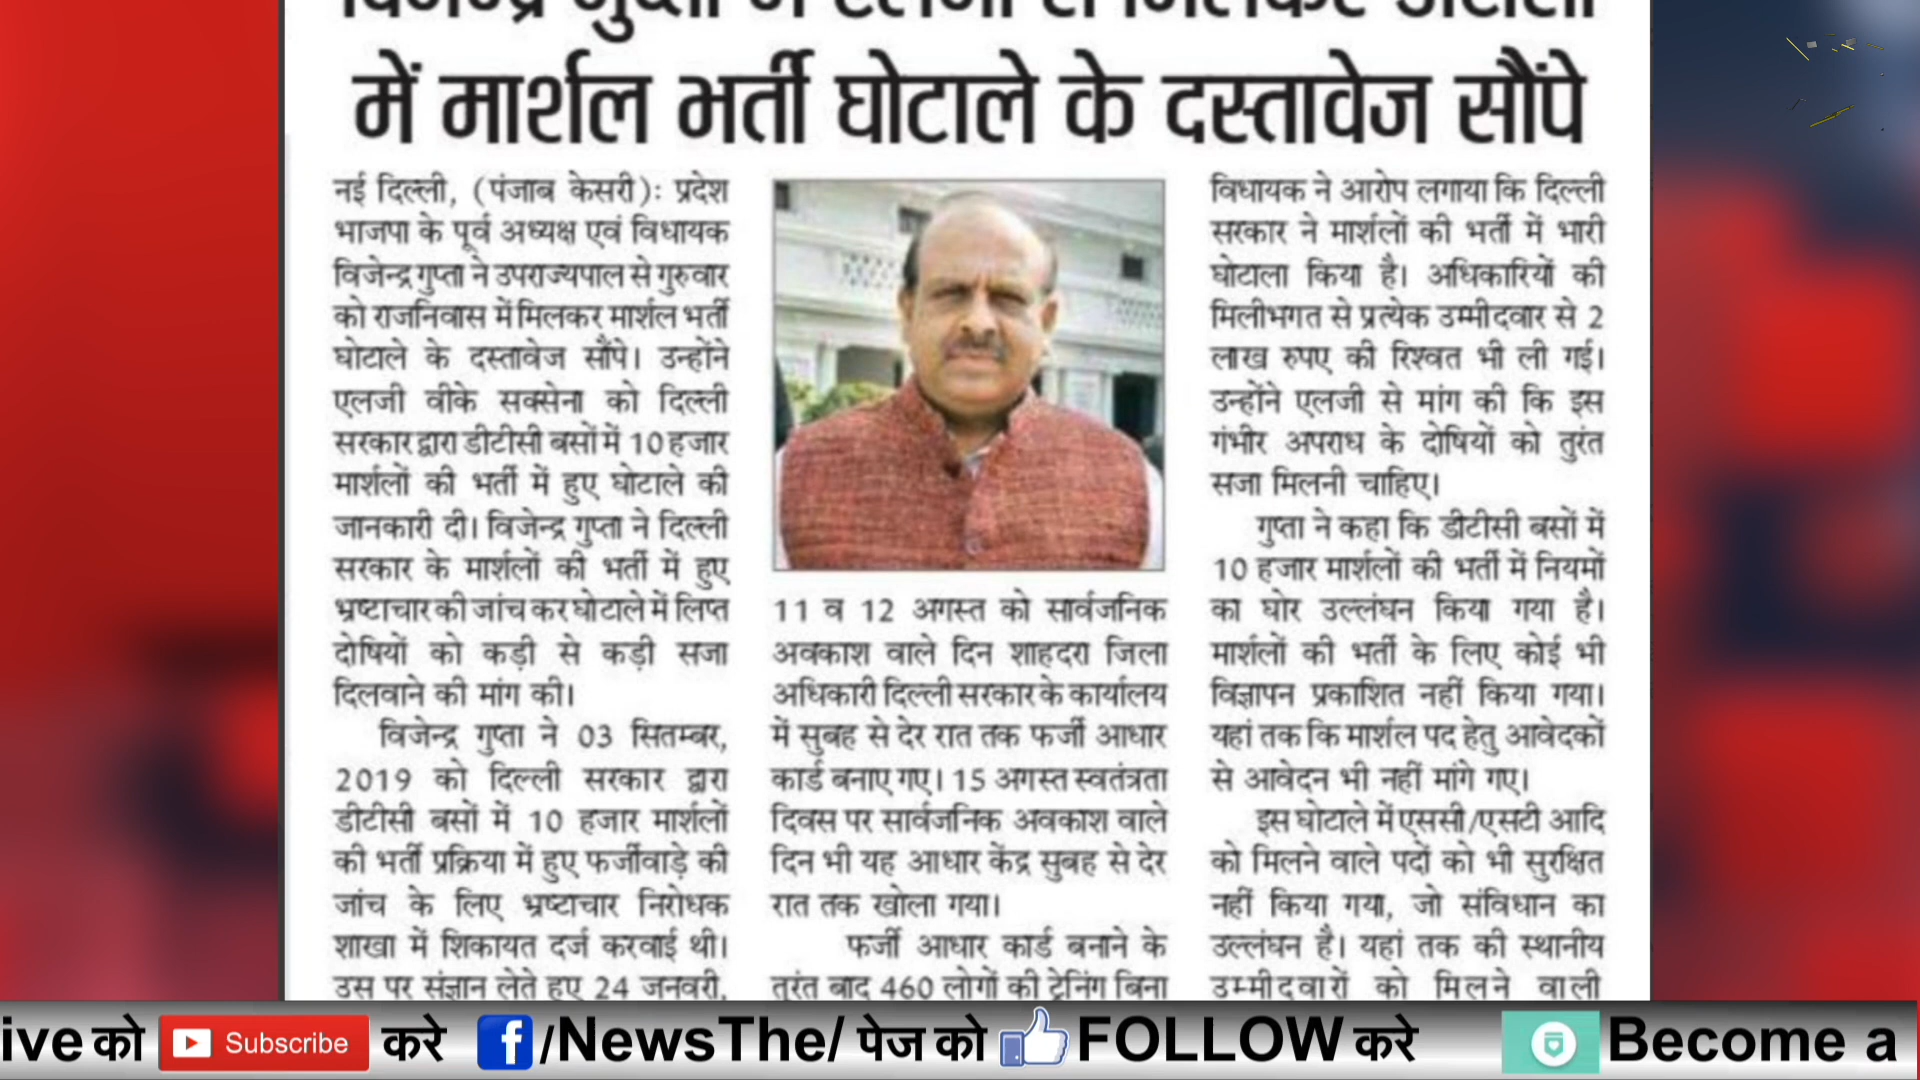 विजेन्द्र गुप्ता ने एलजी से मिलकर डीटीसी
में मार्शल भर्ती घोटाले के दस्तावेज सौंपे
नई दिल्ली, (पंजाब केसरी): प्रदेश
भाजपा के पूर्व अध्यक्ष एवं विधायक
विजेन्द्र गुप्ता ने उपराज्यपाल से गुरुवार
को राजनिवास में मिलकर मार्शल भर्ती
घोटाले के दस्तावेज सौंपे। उन्होंने
एलजी वीके सक्सेना को दिल्ली
सरकार द्वारा डीटीसी बसों में 10 हजार
मार्शलों की भर्ती में हुए घोटाले की
जानकारी दी। विजेन्द्र गुप्ता ने दिल्ली
सरकार के मार्शलों की भर्ती में हुए
भ्रष्टाचार की जांच कर घोटाले में लिप्त
दोषियों को कड़ी से कड़ी सजा
दिलवाने की मांग की।
विजेन्द्र गुप्ता ने 03 सितम्बर,
2019 को दिल्ली सरकार द्वारा
डीटीसी बसों में 10 हजार मार्शलों
की भर्ती प्रक्रिया में हुए फर्जीवाड़े की
जांच के लिए भ्रष्टाचार निरोधक
शाखा में शिकायत दर्ज करवाई थी।
उस पर संज्ञान लेते हुए 24 जनवरी,
11 व 12 अगस्त को सार्वजनिक
अवकाश वाले दिन शाहदरा जिला
अधिकारी दिल्ली सरकार के कार्यालय
में सुबह से देर रात तक फर्जी आधार
कार्ड बनाए गए। 15 अगस्त स्वतंत्रता
दिवस पर सार्वजनिक अवकाश वाले
दिन भी यह आधार केंद्र सुबह से देर
रात तक खोला गया।
फर्जी आधार कार्ड बनाने के
तुरंत बाद 460 लोगों की ट्रेनिंग बिना
विधायक ने आरोप लगाया कि दिल्ली
सरकार ने मार्शलों की भर्ती में भारी
घोटाला किया है। अधिकारियों की
मिलीभगत से प्रत्येक उम्मीदवार से 2
लाख रुपए की रिश्वत भी ली गई।
उन्होंने एलजी से मांग की कि इस
गंभीर अपराध के दोषियों को तुरंत
सजा मिलनी चाहिए।
गुप्ता ने कहा कि डीटीसी बसों में
10 हजार मार्शलों की भर्ती में नियमों
का घोर उल्लंघन किया गया है।
मार्शलों की भर्ती के लिए कोई भी
विज्ञापन प्रकाशित नहीं किया गया।
यहां तक कि मार्शल पद हेतु आवेदकों
से आवेदन भी नहीं मांगे गए।
इस घोटाले में एससी/एसटी आदि
को मिलने वाले पदों को भी सुरक्षित
नहीं किया गया, जो संविधान का
उल्लंघन है। यहां तक की स्थानीय
उम्मीदवारों को मिलने वाली
ive को Subscribe करे f/NewsThe/ पेज को FOLLOW करे Become a